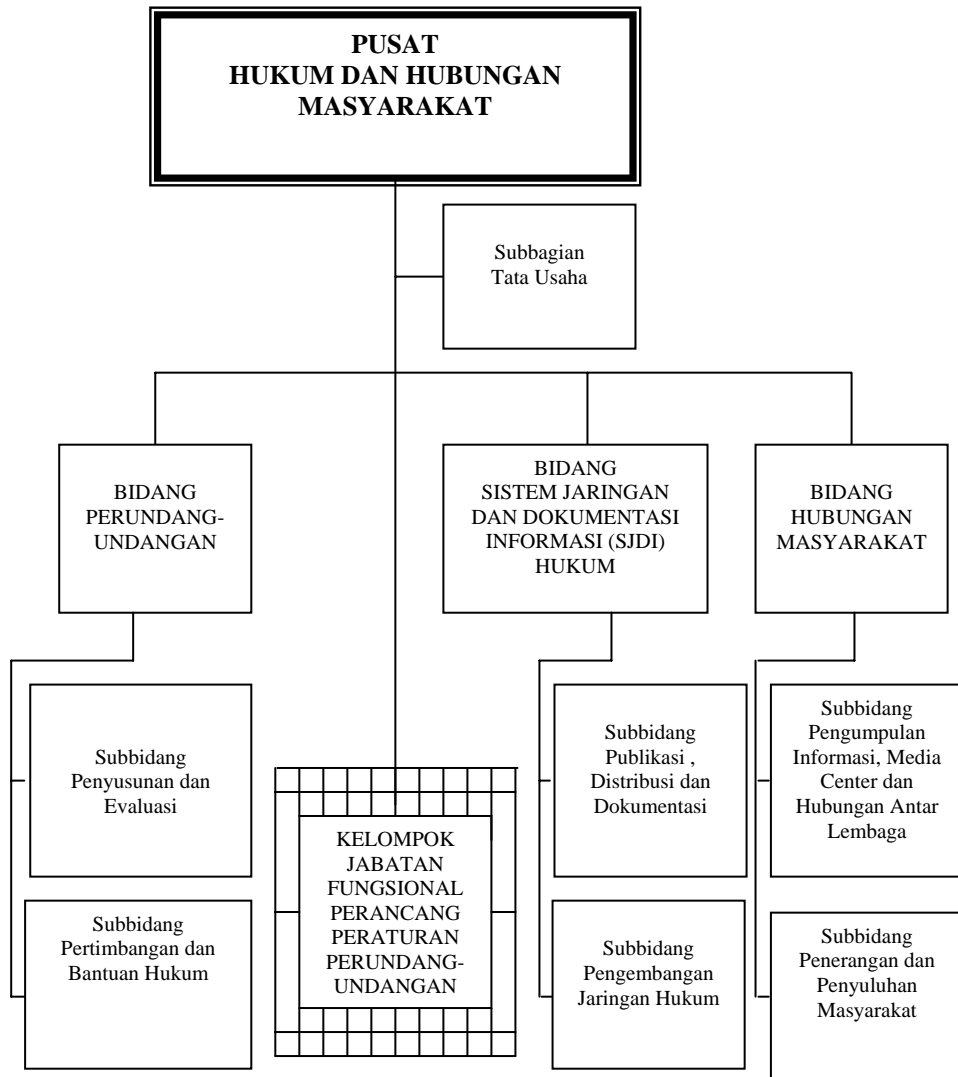 PUSAT
HUKUM DAN HUBUNGAN
MASYARAKAT
Subbagian
Tata Usaha
BIDANG
PERUNDANG-
UNDANGAN
BIDANG
SISTEM JARINGAN
DAN DOKUMENTASI
INFORMASI (SJDI)
HUKUM
BIDANG
HUBUNGAN
MASYARAKAT
Subbidang
Penyusunan dan
Evaluasi
Subbidang
Publikasi ,
Distribusi dan
Dokumentasi
Subbidang
Pengumpulan
Informasi, Media
Center dan
Hubungan Antar
Lembaga
KELOMPOK
JABATAN
FUNGSIONAL
PERANCANG
PERATURAN
PERUNDANG-
UNDANGAN
Subbidang
Pertimbangan dan
Bantuan Hukum
Subbidang
Pengembangan
Jaringan Hukum
Subbidang
Penerangan dan
Penyuluhan
Masyarakat